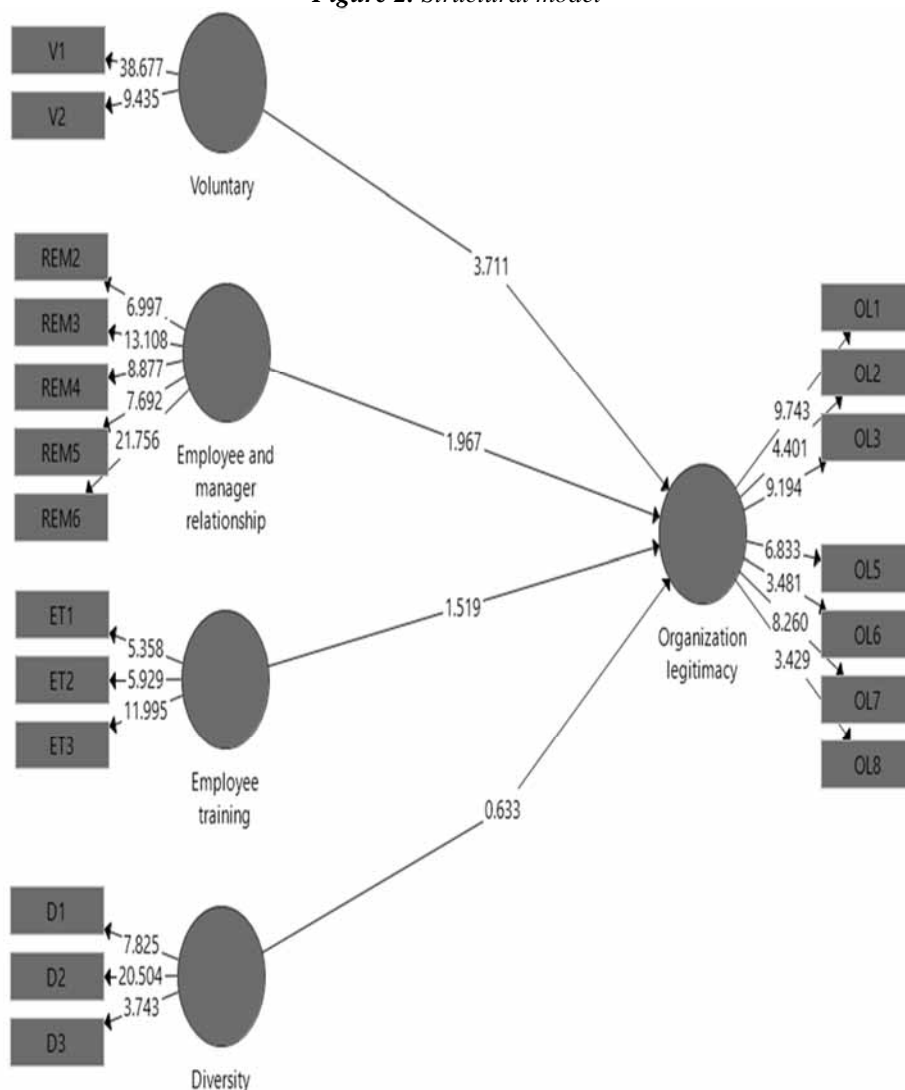 Figure 2. Structural model
V1
38.677
V2
9.435
Voluntary
3.711
REM2
6.997
REM3
13.108
REM4
8.877
REM5
7.692
REM6
21.756
Employee and
manager
relationship
1.967
ET1
5.358
ET2
5.929
ET3
11.995
Employee
training
1.519
D1
7.825
D2
20.504
D3
3.743
Diversity
0.633
Organization
legitimacy
OL1
9.743
OL2
4.401
OL3
9.194
OL5
6.833
OL6
3.481
OL7
8.260
OL8
3.429